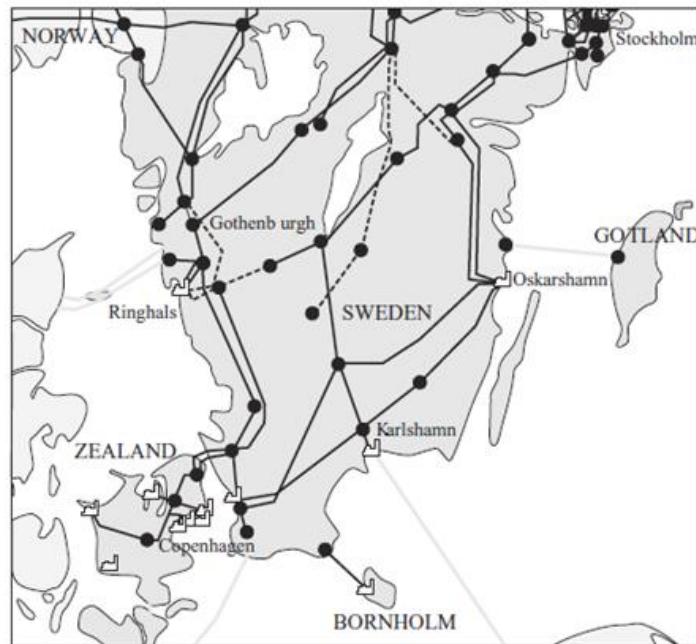 NORWAY
Stockholm
Gothenb urgh
GOTLAND
Oskarshamn
Ringhals
SWEDEN
Karlshamn
ZEALAND
Copenhagen
BORNHOLM